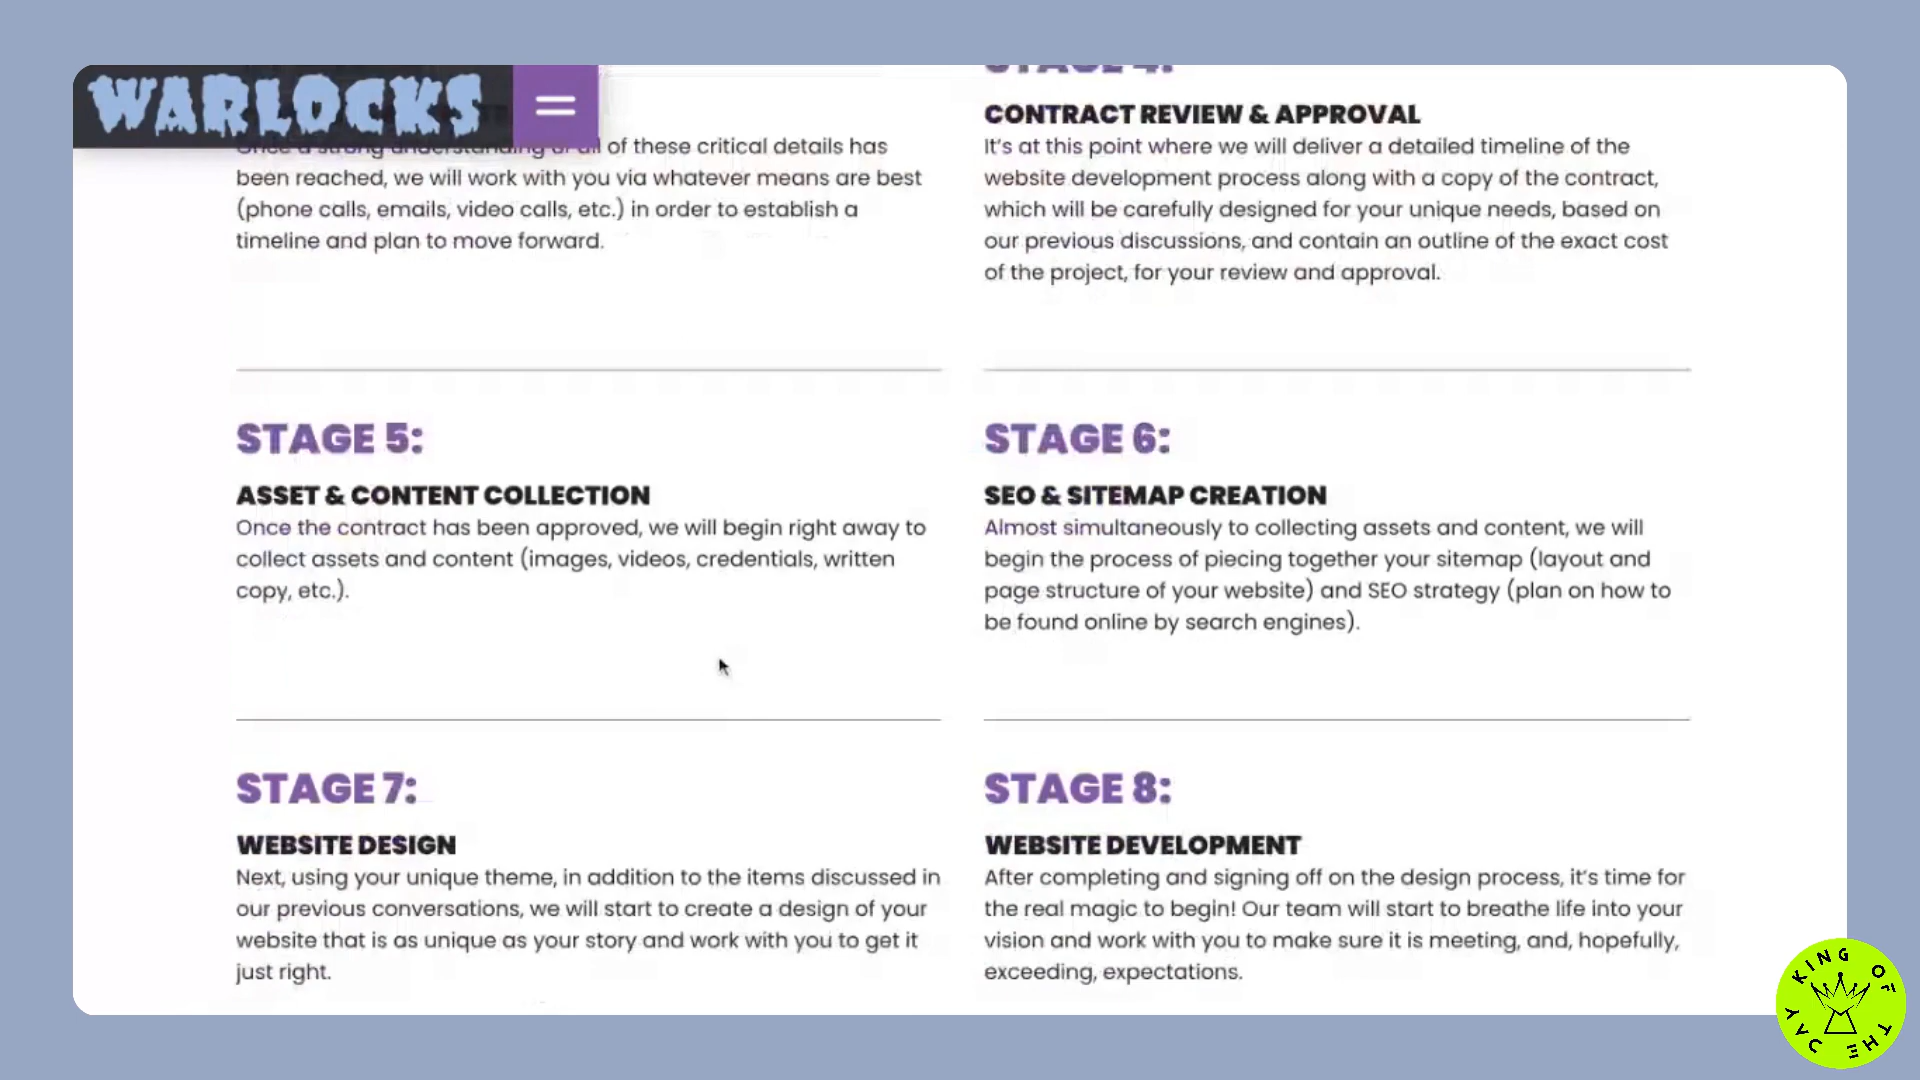 WARLOCKS
of these critical details has
been reached, we will work with you via whatever means are best
(phone calls, emails, video calls, etc.) in order to establish a
timeline and plan to move forward.
STAGE 4:
CONTRACT REVIEW & APPROVAL
It's at this point where we will deliver a detailed timeline of the
website development process along with a copy of the contract,
which will be carefully designed for your unique needs, based on
our previous discussions, and contain an outline of the exact cost
of the project, for your review and approval.
STAGE 5:
ASSET & CONTENT COLLECTION
Once the contract has been approved, we will begin right away to
collect assets and content (images, videos, credentials, written
copy, etc.).
STAGE 6:
SEO & SITEMAP CREATION
Almost simultaneously to collecting assets and content, we will
begin the process of piecing together your sitemap (layout and
page structure of your website) and SEO strategy (plan on how to
be found online by search engines).
STAGE 7:
WEBSITE DESIGN
Next, using your unique theme, in addition to the items discussed in
our previous conversations, we will start to create a design of your
website that is as unique as your story and work with you to get it
just right.
STAGE 8:
WEBSITE DEVELOPMENT
After completing and signing off on the design process, it's time for
the real magic to begin! Our team will start to breathe life into your
vision and work with you to make sure it is meeting, and, hopefully,
exceeding, expectations.
KING OF THE JAY